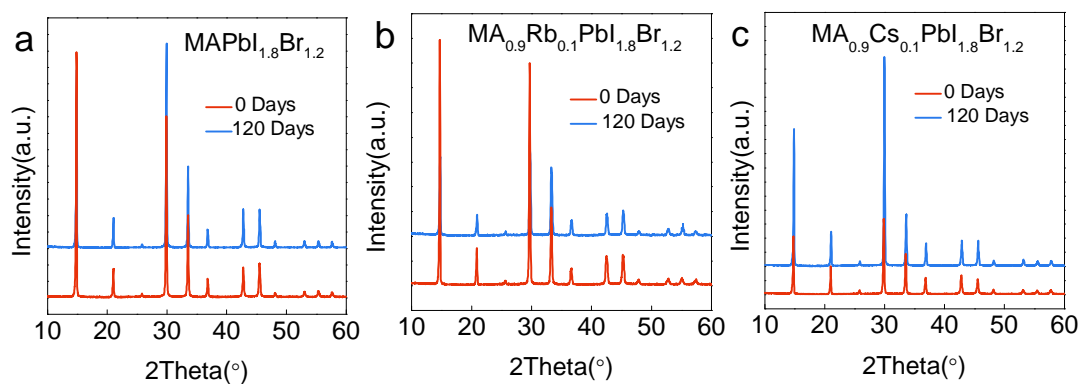 a
MAPbI1.8Br1.2
0 Days
120 Days
Intensity(a.u.)
10 20 30 40 50 60
2Theta(°)
b
MA0.9Rb0.1PbI1.8Br1.2
0 Days
120 Days
Intensity(a.u.)
10 20 30 40 50 60
2Theta(°)
c
MA0.9Cs0.1PbI1.8Br1.2
0 Days
120 Days
Intensity(a.u.)
10 20 30 40 50 60
2Theta(°)